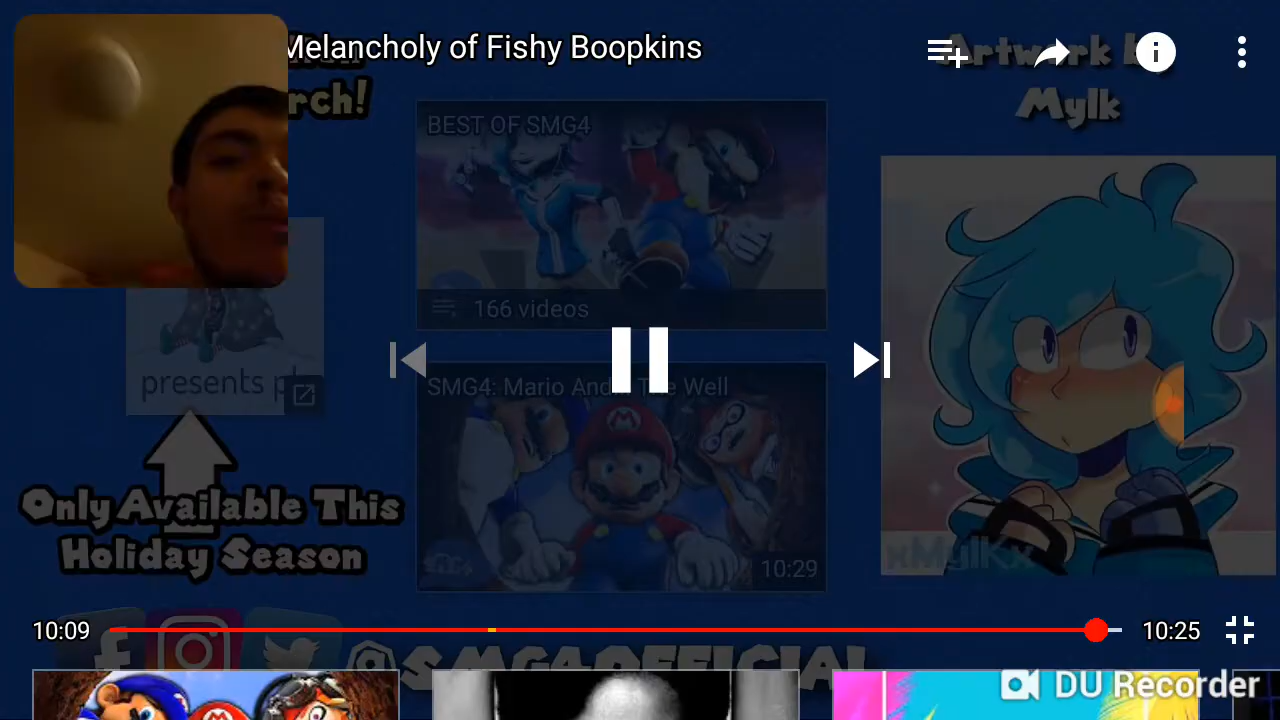 Melancholy of Fishy Boopkins
rch!
Artwork b
Mylk
BEST OF SMG4
166 videos
SMG4: Mario And The Well
10:29
presents p
Only Available This
Holiday Season
xMylKx
10:09
10:25
@SMG4OFFICIAL
DU Recorder